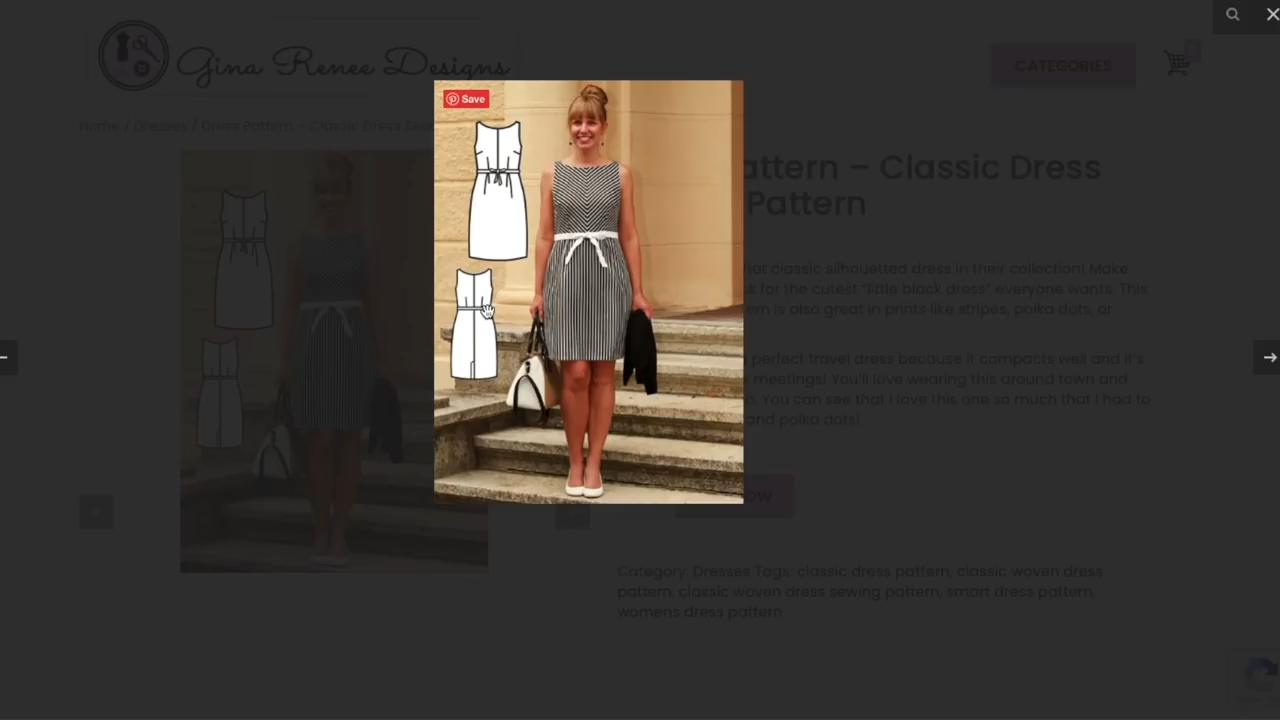 Gina Renee Designs
CATEGORIES
Save
Home / Dresses / Dress Pattern – Classic Dress
attern – Classic Dress
Pattern
hat classic silhouetted dress in their collection! Make
k for the cutest “little black dress” everyone wants. This
ern is also great in prints like stripes, polka dots, or
perfect travel dress because it compacts well and it's
meetings! You'll love wearing this around town and
You can see that I love this one so much that I had to
and polka dots!
OW
Category: Dresses Tags: classic dress pattern, classic woven dress
pattern, classic woven dress sewing pattern, smart dress pattern,
womens dress pattern